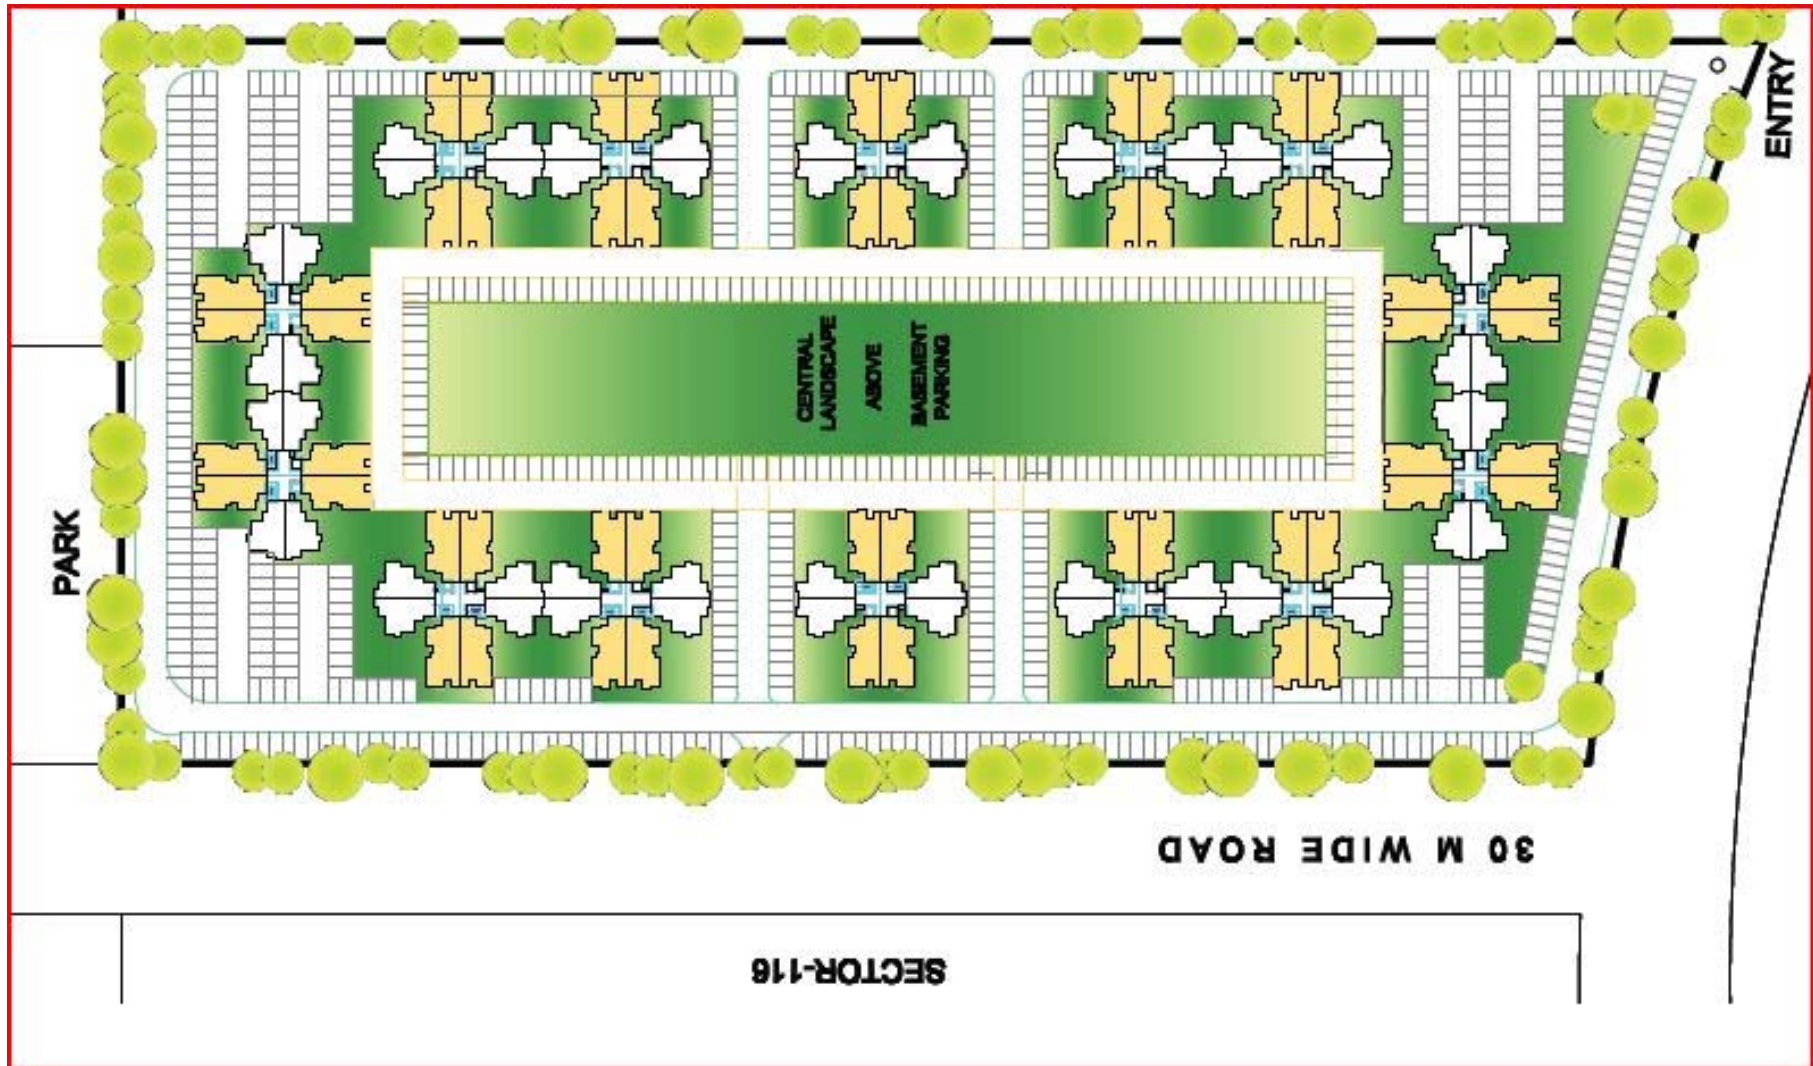 ENTRY
CENTRAL
LANDSCAPE
ABOVE
BASEMENT
PARKING
PARK
30 M WIDE ROAD
SECTOR-116